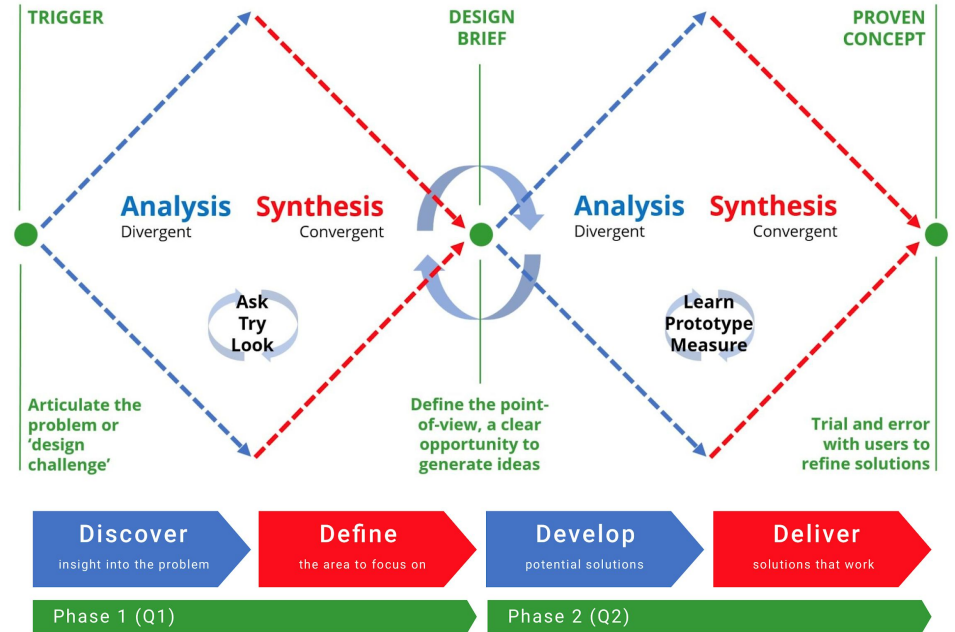 TRIGGER
DESIGN
BRIEF
PROVEN
CONCEPT
Analysis
Divergent
Synthesis
Convergent
Analysis
Divergent
Synthesis
Convergent
Ask
Try
Look
Learn
Prototype
Measure
Articulate the
problem or
‘design
challenge’
Define the point-
of-view, a clear
opportunity to
generate ideas
Trial and error
with users to
refine solutions
Discover
insight into the problem
Define
the area to focus on
Develop
potential solutions
Deliver
solutions that work
Phase 1 (Q1)
Phase 2 (Q2)